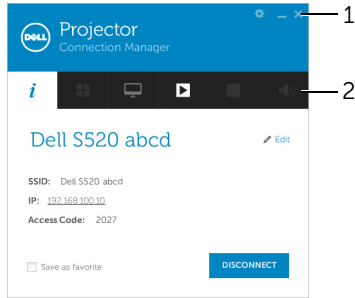 DELL
Projector
Connection Manager
1
i
2
Dell S520 abcd
Edit
SSID: Dell S520 abcd
IP: 192.168.100.10
Access Code: 2027
Save as favorite
DISCONNECT